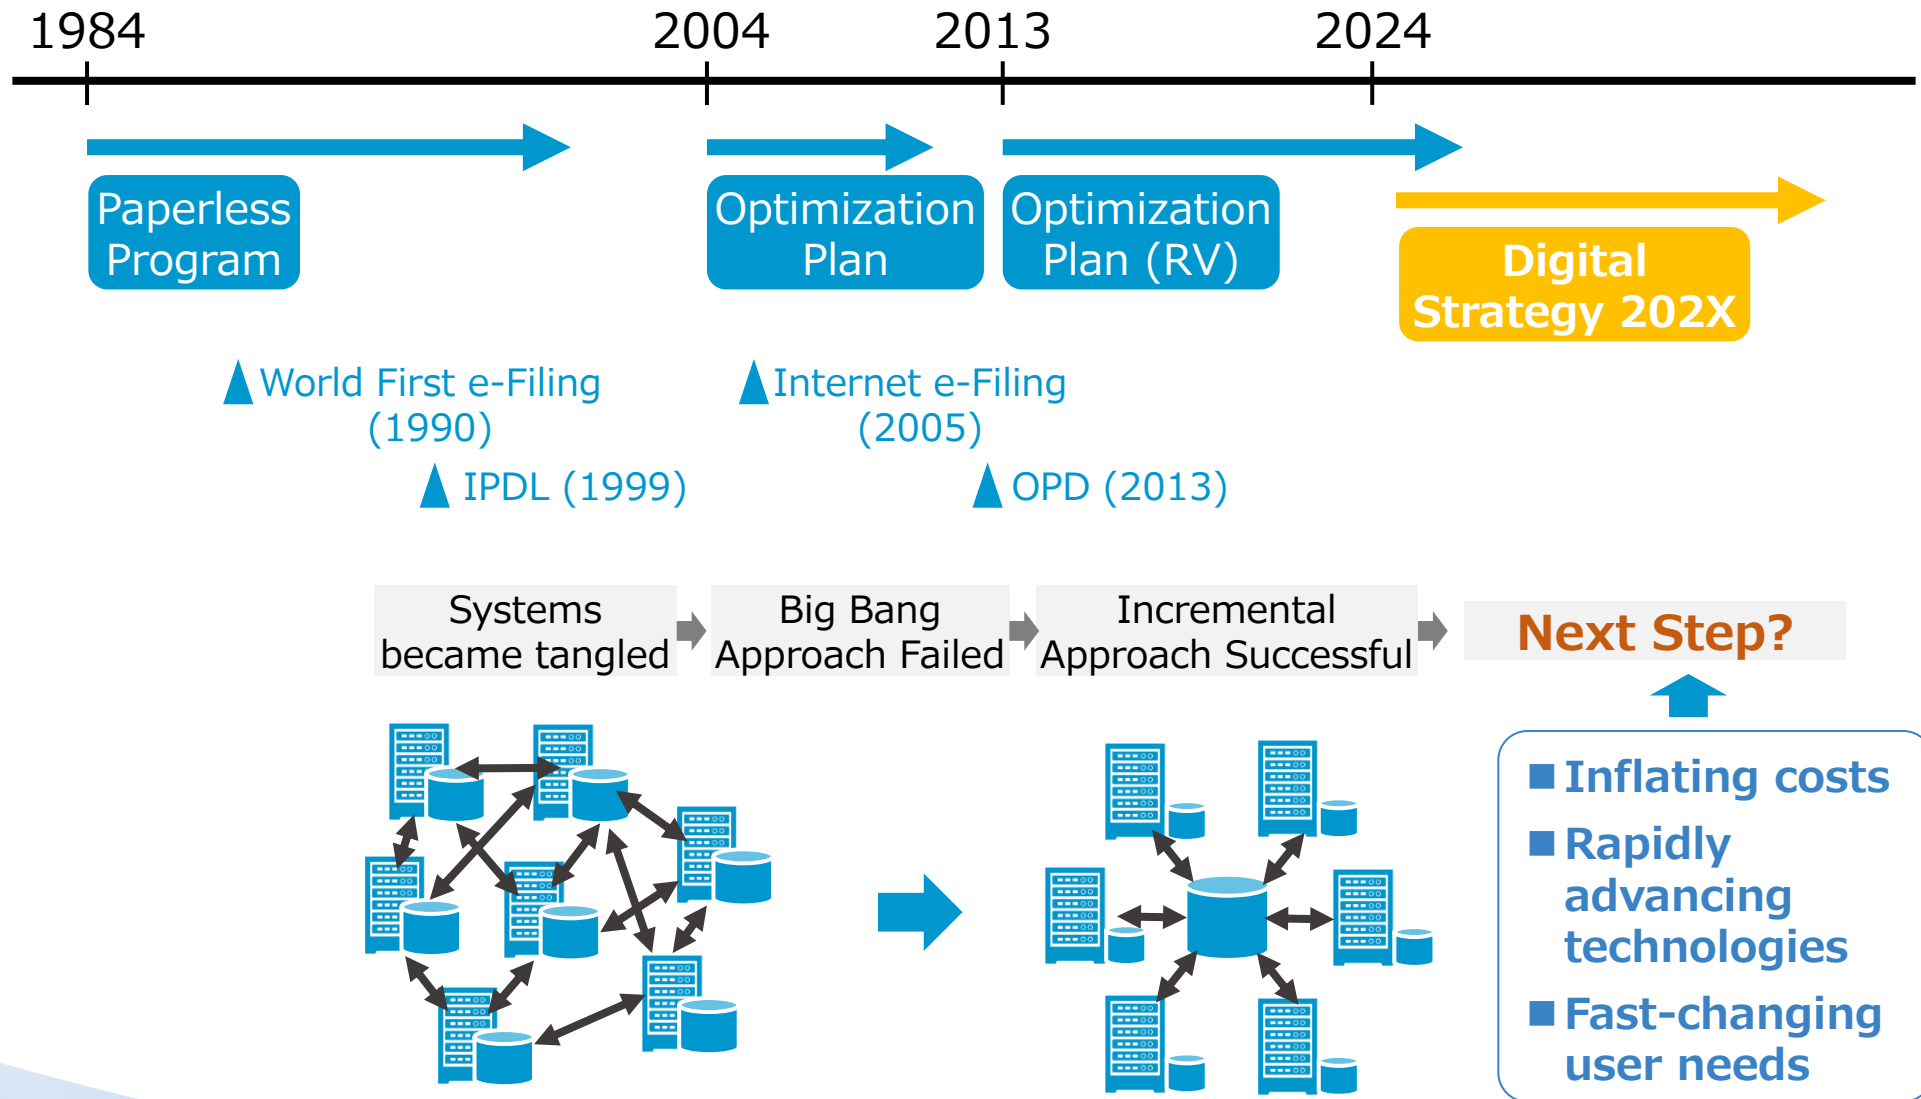 1984
2004
2013
2024
Paperless
Program
Optimization
Plan
Optimization
Plan (RV)
Digital
Strategy 202X
World First e-Filing
(1990)
Internet e-Filing
(2005)
IPDL (1999)
OPD (2013)
Systems
became tangled
Big Bang
Approach Failed
Incremental
Approach Successful
Next Step?
■ Inflating costs
■ Rapidly
advancing
technologies
■ Fast-changing
user needs